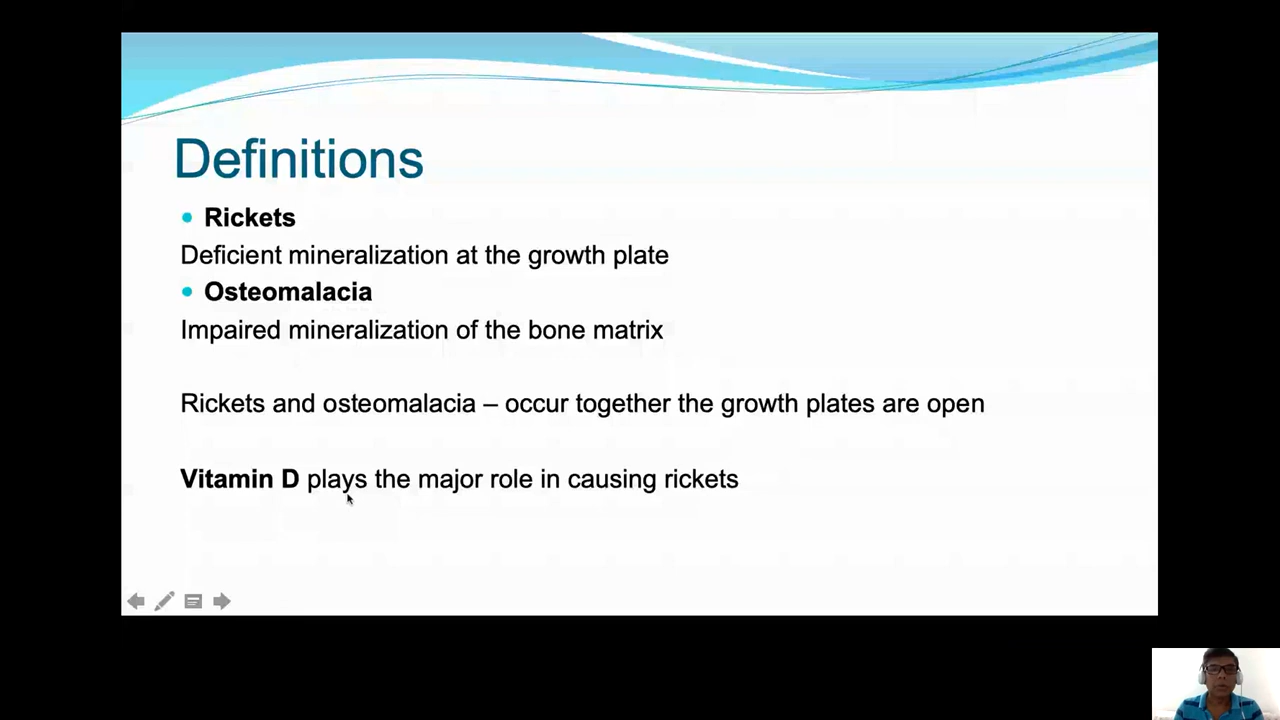 Definitions
Rickets
Deficient mineralization at the growth plate
Osteomalacia
Impaired mineralization of the bone matrix
Rickets and osteomalacia – occur together the growth plates are open
Vitamin D plays the major role in causing rickets